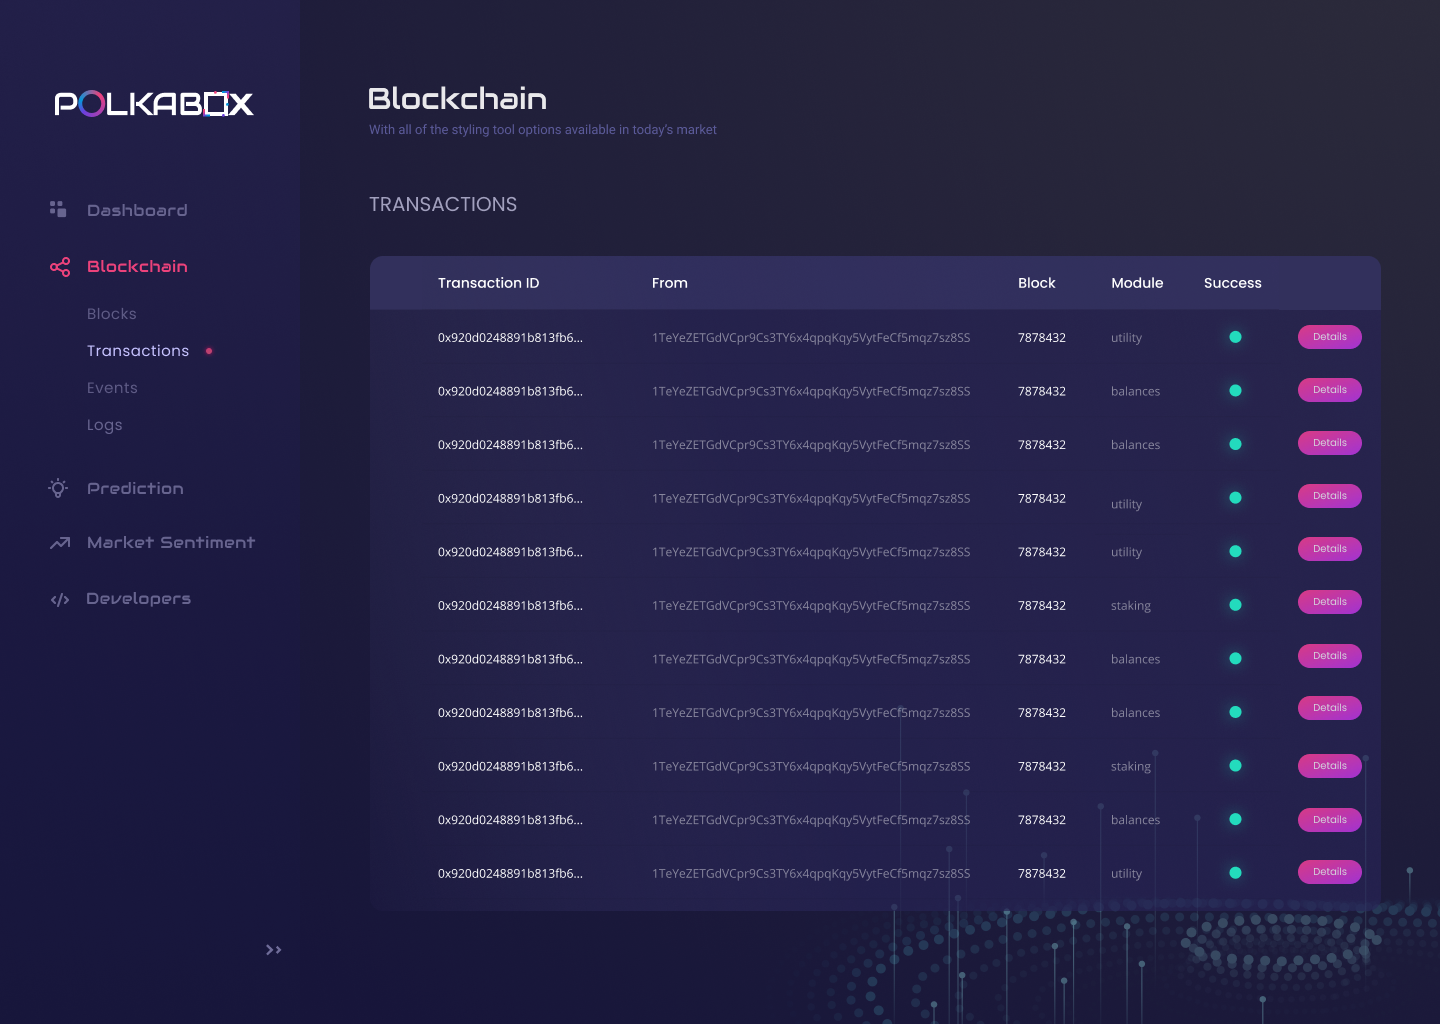 POLKABOX
Dashboard
Blockchain
Blocks
Transactions
Events
Logs
Prediction
Market Sentiment
Developers
Blockchain
With all of the styling tool options available in today's market
TRANSACTIONS
Transaction ID From Block Module Success
0x920d0248891b813fb6... 1TeYeZETGdVCpr9Cs3TY6x4qpqKqy5VytFeCf5mqz7sz8SS 7878432 utility Details
0x920d0248891b813fb6... 1TeYeZETGdVCpr9Cs3TY6x4qpqKqy5VytFeCf5mqz7sz8SS 7878432 balances Details
0x920d0248891b813fb6... 1TeYeZETGdVCpr9Cs3TY6x4qpqKqy5VytFeCf5mqz7sz8SS 7878432 balances Details
0x920d0248891b813fb6... 1TeYeZETGdVCpr9Cs3TY6x4qpqKqy5VytFeCf5mqz7sz8SS 7878432 utility Details
0x920d0248891b813fb6... 1TeYeZETGdVCpr9Cs3TY6x4qpqKqy5VytFeCf5mqz7sz8SS 7878432 utility Details
0x920d0248891b813fb6... 1TeYeZETGdVCpr9Cs3TY6x4qpqKqy5VytFeCf5mqz7sz8SS 7878432 staking Details
0x920d0248891b813fb6... 1TeYeZETGdVCpr9Cs3TY6x4qpqKqy5VytFeCf5mqz7sz8SS 7878432 balances Details
0x920d0248891b813fb6... 1TeYeZETGdVCpr9Cs3TY6x4qpqKqy5VytFeCf5mqz7sz8SS 7878432 balances Details
0x920d0248891b813fb6... 1TeYeZETGdVCpr9Cs3TY6x4qpqKqy5VytFeCf5mqz7sz8SS 7878432 staking Details
0x920d0248891b813fb6... 1TeYeZETGdVCpr9Cs3TY6x4qpqKqy5VytFeCf5mqz7sz8SS 7878432 balances Details
0x920d0248891b813fb6... 1TeYeZETGdVCpr9Cs3TY6x4qpqKqy5VytFeCf5mqz7sz8SS 7878432 utility Details